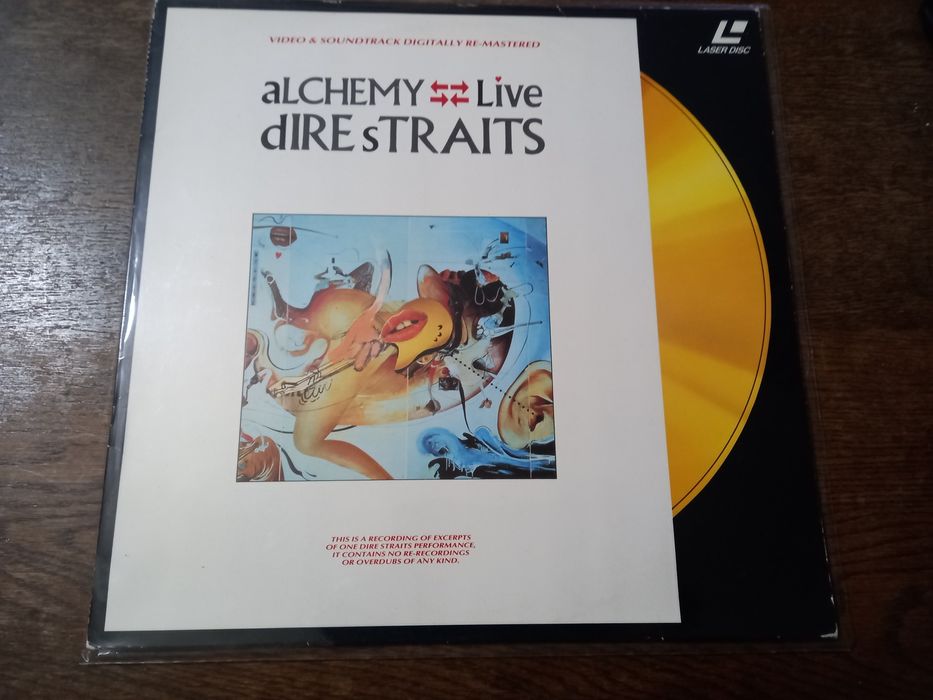 VIDEO & SOUNDTRACK DIGITALLY RE-MASTERED
LASER DISC
aLCHEMY Live
dIRE sTRAITS
THIS IS A RECORDING OF EXCERPTS
OF ONE DIRE STRAITS PERFORMANCE,
IT CONTAINS NO RE-RECORDINGS
OR OVERDUBS OF ANY KIND.